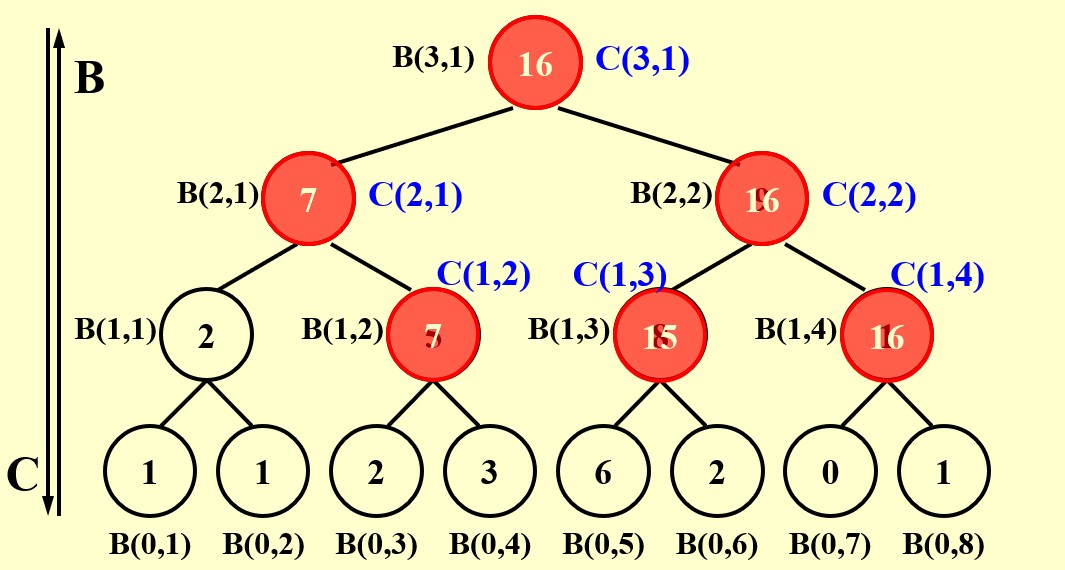 B(3,1) 16 C(3,1)
B
B(2,1) 7 C(2,1) B(2,2) 16 C(2,2)
C(1,2) C(1,3) C(1,4)
B(1,1) 2 B(1,2) 7 B(1,3) 15 B(1,4) 16
C 1 1 2 3 6 2 0 1
B(0,1) B(0,2) B(0,3) B(0,4) B(0,5) B(0,6) B(0,7) B(0,8)